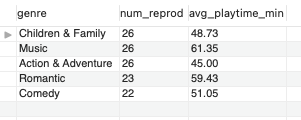 genre num_reprod avg_playtime_min
Children & Family 26 48.73
Music 26 61.35
Action & Adventure 26 45.00
Romantic 23 59.43
Comedy 22 51.05